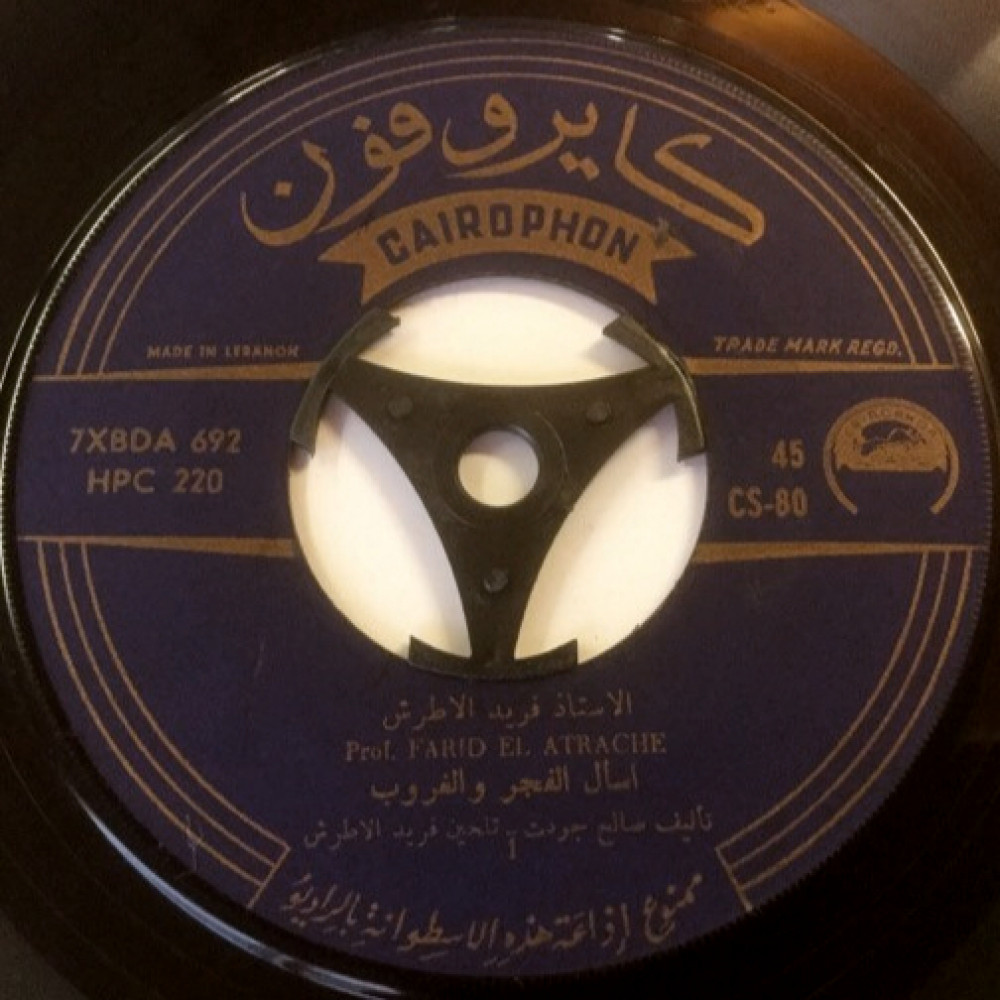 كايروفون
CAIROPHON
MADE IN LEBANON
TRADE MARK REGD.
7XBDA 692
HPC 220
45
CS-80
الاستاذ فريد الاطرش
Prof. FARID EL ATRACHE
اسأل الفجر والغروب
تأليف صالح جودت - تلحين فريد الاطرش
I
ممنوع إذاعة هذه الاسطوانة بالراديو